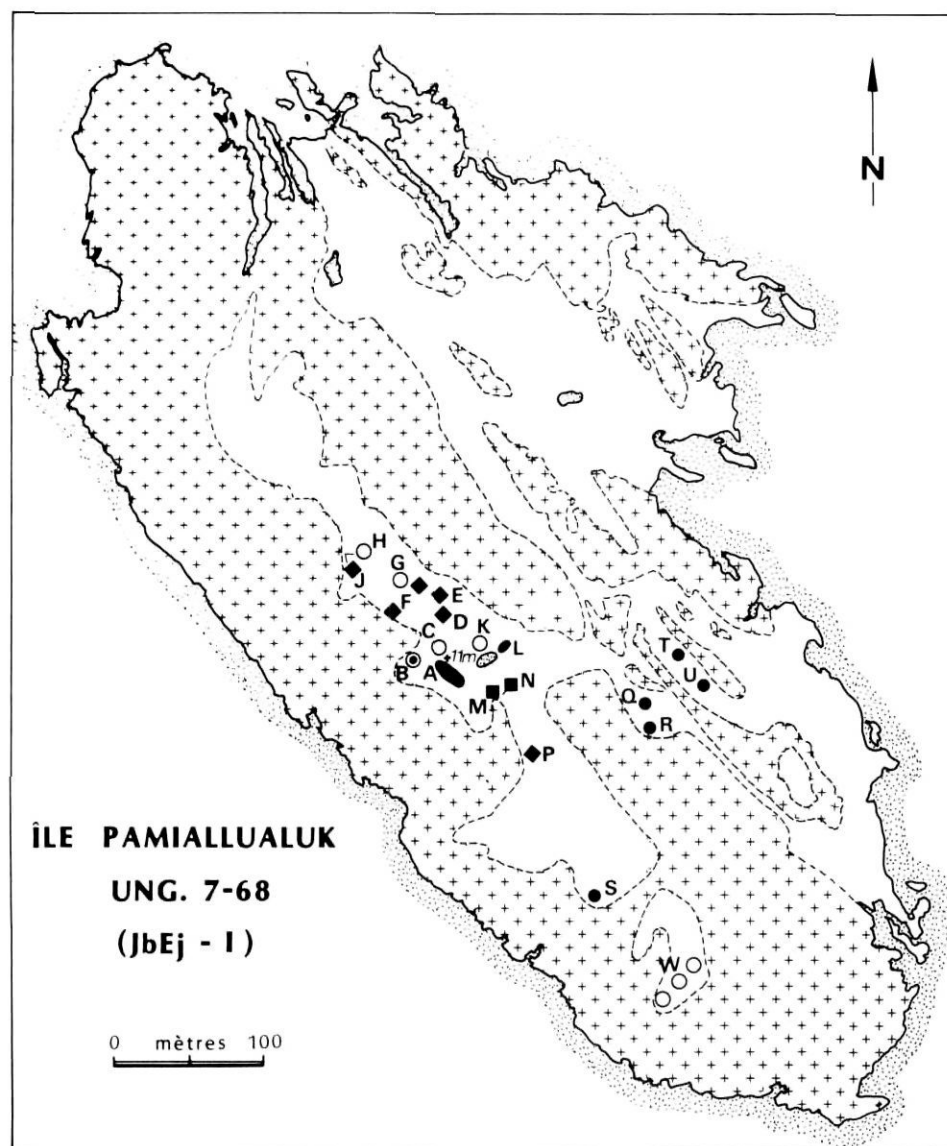 N
H
G
J
E
F
D
C
K
L
+11m
B
A
N
M
T
U
Q
R
P
ÎLE PAMIALLUALUK
UNG. 7-68
S
(JbEj - I)
W
0 mètres 100